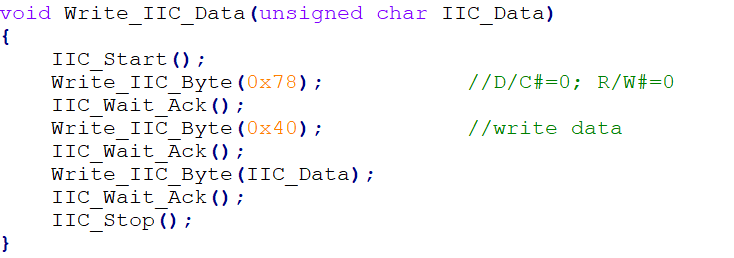 void Write_IIC_Data(unsigned char IIC_Data)
{
    IIC_Start();
    Write_IIC_Byte(0x78);            //D/C#=0; R/W#=0
    IIC_Wait_Ack();
    Write_IIC_Byte(0x40);            //write data
    IIC_Wait_Ack();
    Write_IIC_Byte(IIC_Data);
    IIC_Wait_Ack();
    IIC_Stop();
}